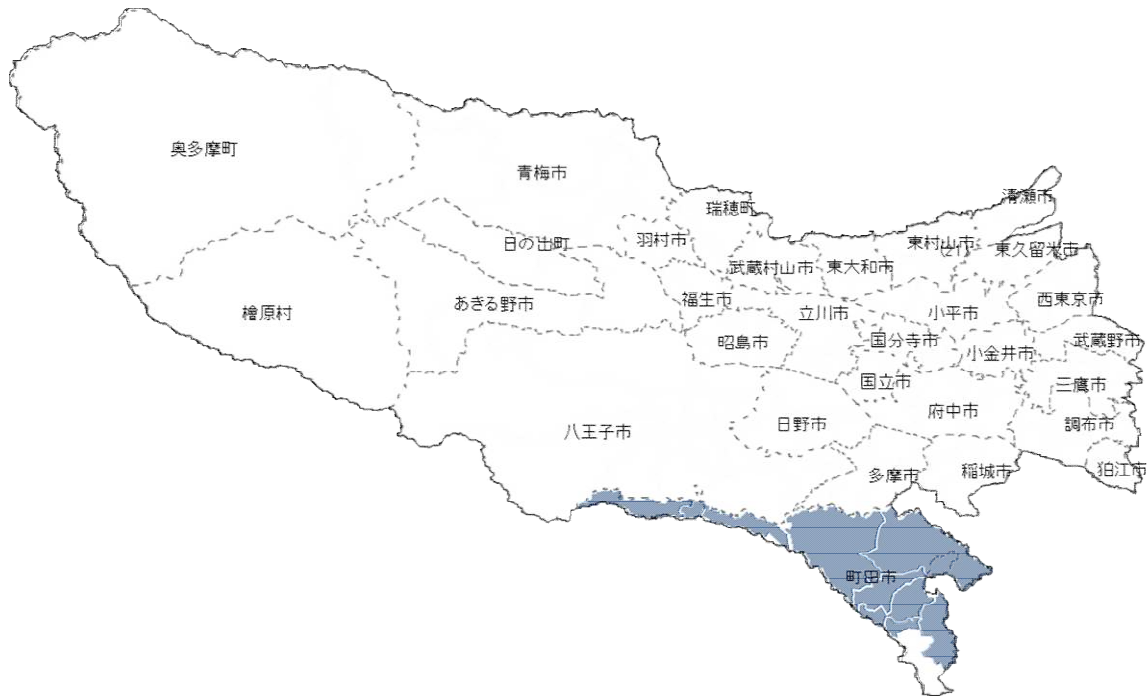 奥多摩町
青梅市
清瀬市
瑞穂町
日の出町
羽村市
東村山市
(21)
東久留米市
武蔵村山市
東大和市
檜原村
あきる野市
福生市
立川市
小平市
西東京市
昭島市
国分寺市
小金井市
武蔵野市
国立市
三鷹市
八王子市
日野市
府中市
調布市
多摩市
稲城市
狛江市
町田市